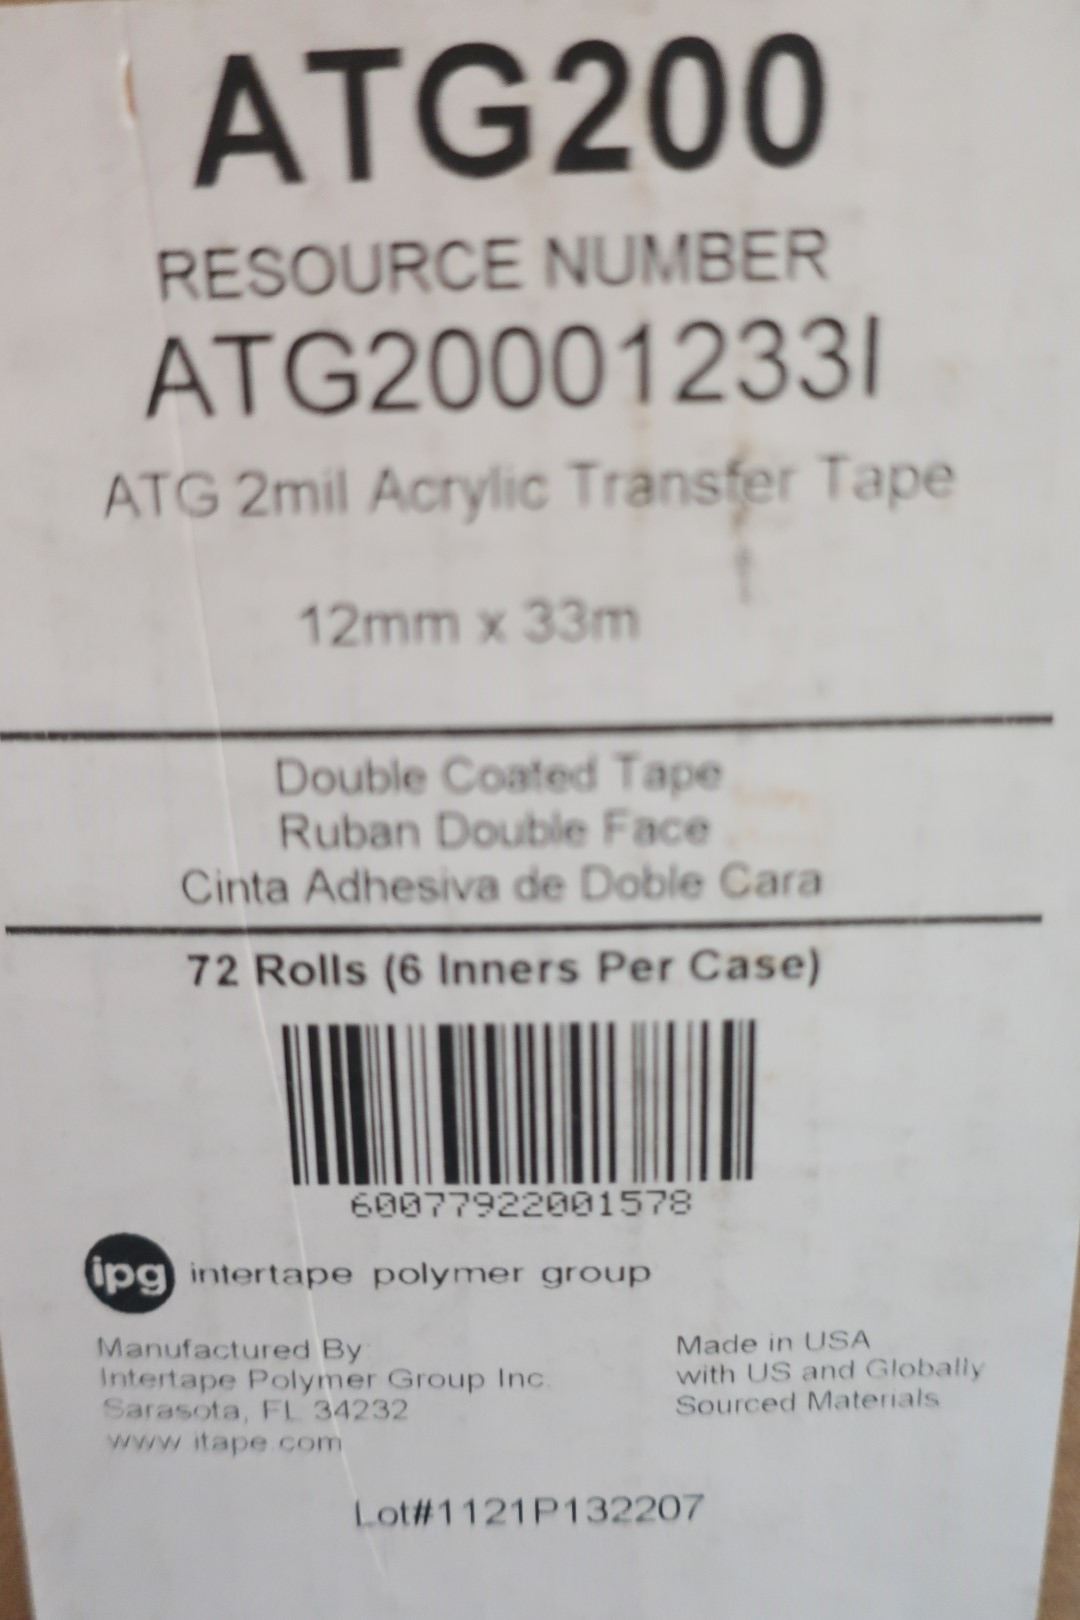 ATG200
RESOURCE NUMBER
ATG20001233I
ATG 2mil Acrylic Transfer Tape
12mm x 33m
Double Coated Tape
Ruban Double Face
Cinta Adhesiva de Doble Cara
72 Rolls (6 Inners Per Case)
60077922001578
ipg intertape polymer group
Manufactured By:
Intertape Polymer Group Inc.
Sarasota, FL 34232
www.itape.com
Made in USA
with US and Globally
Sourced Materials
Lot#1121P132207